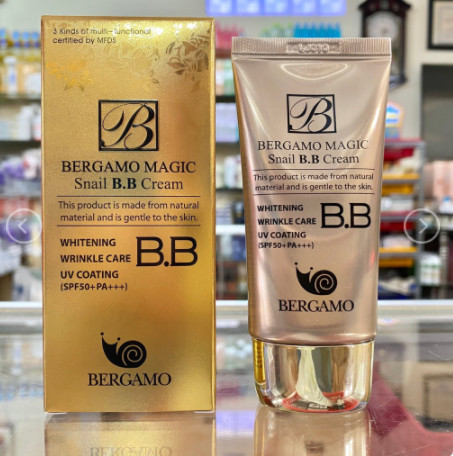 3 Kinds of multi-functional
certified by MFDS
B
BERGAMO MAGIC
Snail B.B Cream
This product is made from natural
material and is gentle to the skin.
WHITENING
WRINKLE CARE
UV COATING
(SPF50+PA+++)
B.B
BERGAMO
B
BERGAMO MAGIC
Snail B.B Cream
This product is made from natural
material and is gentle to the skin.
WHITENING
WRINKLE CARE
UV COATING
(SPF50+PA+++)
B.B
BERGAMO